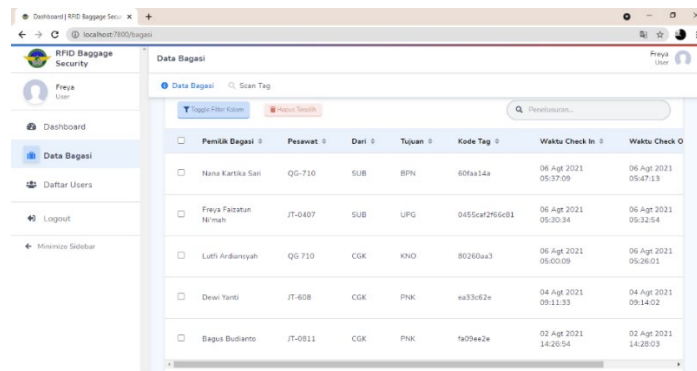 Dashboard | RFID Baggage Secur
localhost:7800/bagasi
RFID Baggage
Security
Data Bagasi
Freya
User
Freya
User
Data Bagasi
Scan Tag
Toggle Filter Kolom
Hapus Terpilih
Penelusuran...
Dashboard
Data Bagasi
Daftar Users
Logout
Minimize Sidebar
Pemilik Bagasi Pesawat Dari Tujuan Kode Tag Waktu Check In Waktu Check O
Nana Kartika Sari QG-710 SUB BPN 60faa14a 06 Agt 2021 06 Agt 2021
05:37:09 05:47:13
Freya Faizatun JT-0407 SUB UPG 0455caf2f66c81 06 Agt 2021 06 Agt 2021
Ni'mah 05:30:34 05:32:54
Lutfi Ardiansyah QG 710 CGK KNO 80260aa3 06 Agt 2021 06 Agt 2021
05:00:09 05:26:01
Dewi Yanti JT-608 CGK PNK ea33c62e 04 Agt 2021 04 Agt 2021
09:11:33 09:14:02
Bagus Budianto JT-0811 CGK PNK fa09ee2e 02 Agt 2021 02 Agt 2021
14:26:54 14:28:03